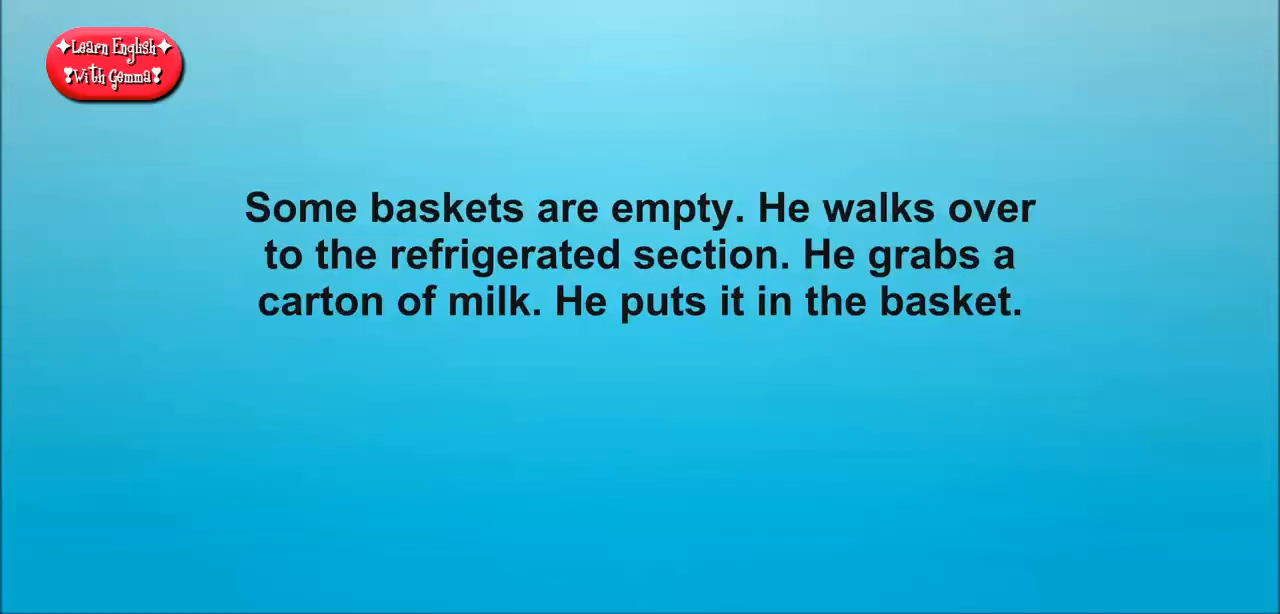 ✦Learn English✦
❣With Gemma❣
Some baskets are empty. He walks over
to the refrigerated section. He grabs a
carton of milk. He puts it in the basket.